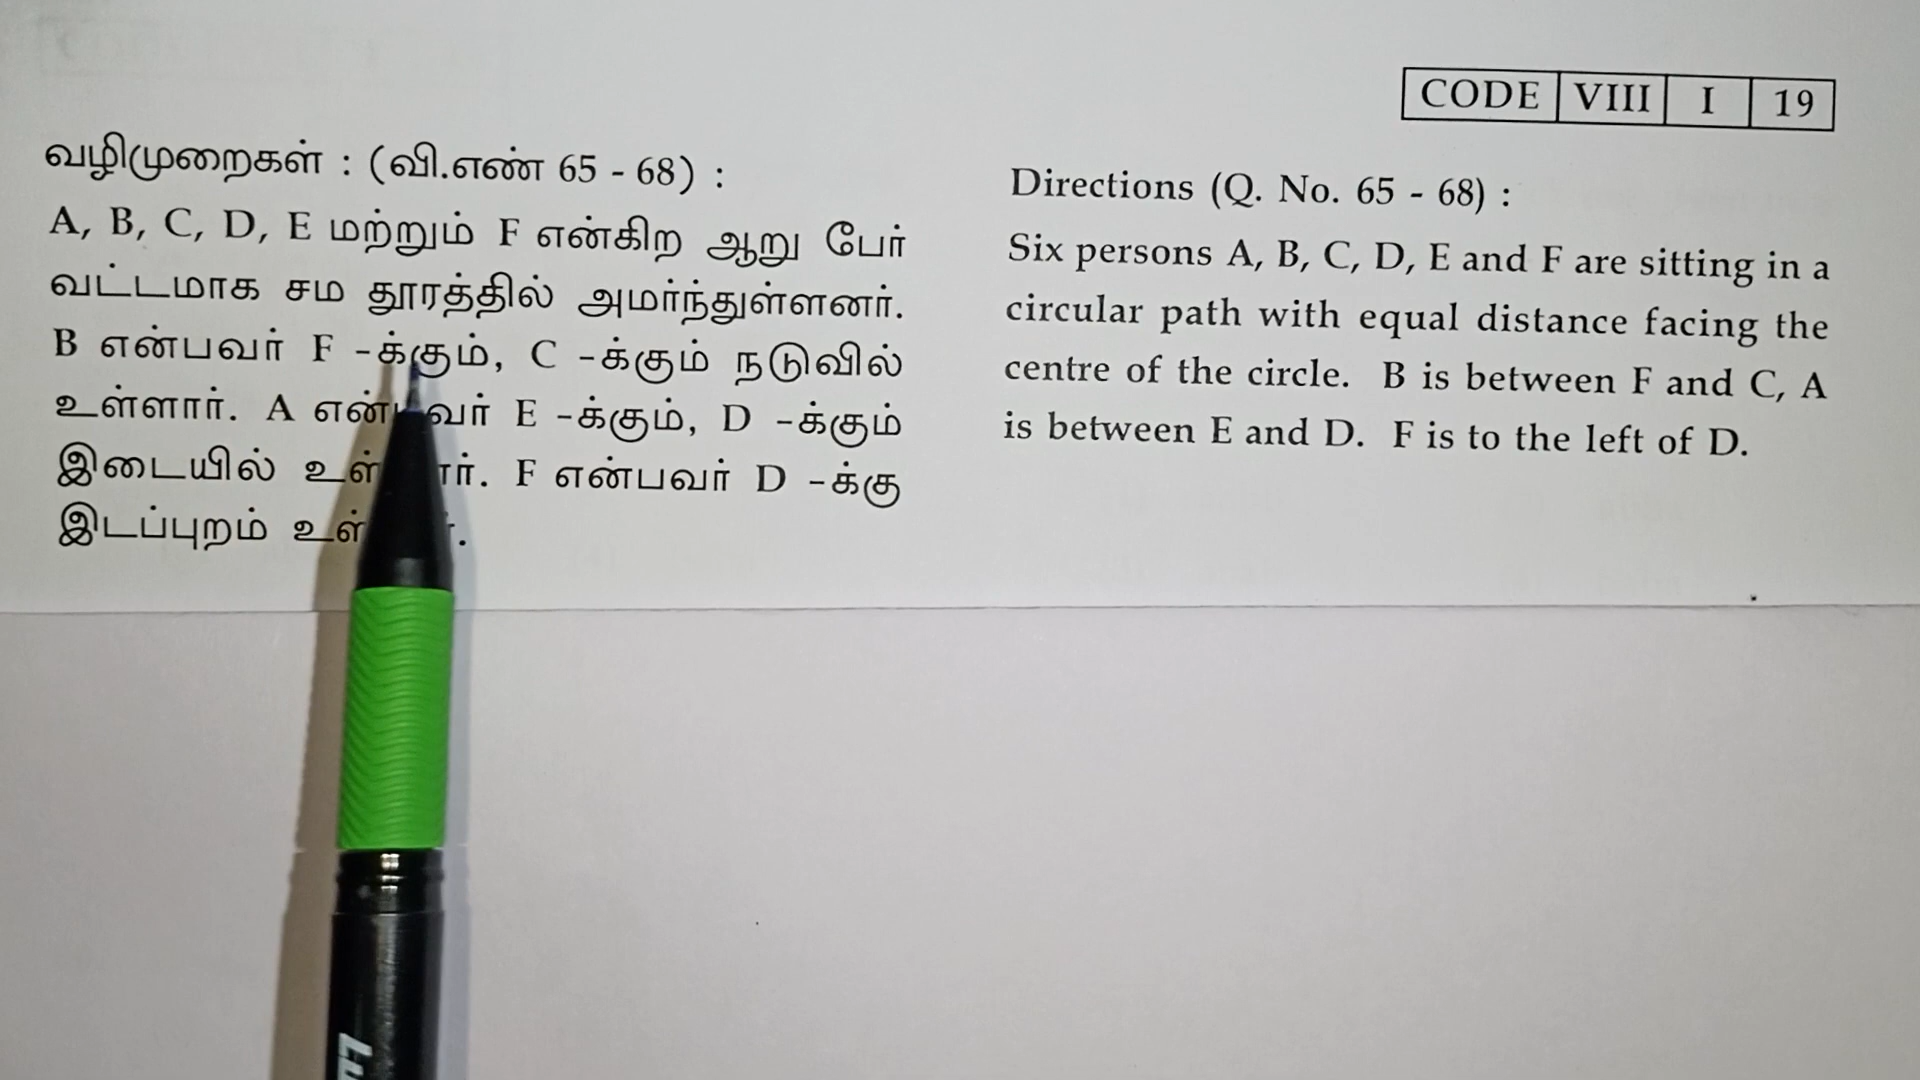 CODE VIII I 19
வழிமுறைகள் : (வி.எண் 65 - 68) :
A, B, C, D, E மற்றும் F என்கிற ஆறு பேர்
வட்டமாக சம தூரத்தில் அமர்ந்துள்ளனர்.
B என்பவர் F -க்கும், C -க்கும் நடுவில்
உள்ளார். A என்பவர் E -க்கும், D -க்கும்
இடையில் F என்பவர் D -க்கு
இடப்புறம்
Directions (Q. No. 65 - 68) :
Six persons A, B, C, D, E and F are sitting in a
circular path with equal distance facing the
centre of the circle. B is between F and C, A
is between E and D. F is to the left of D.